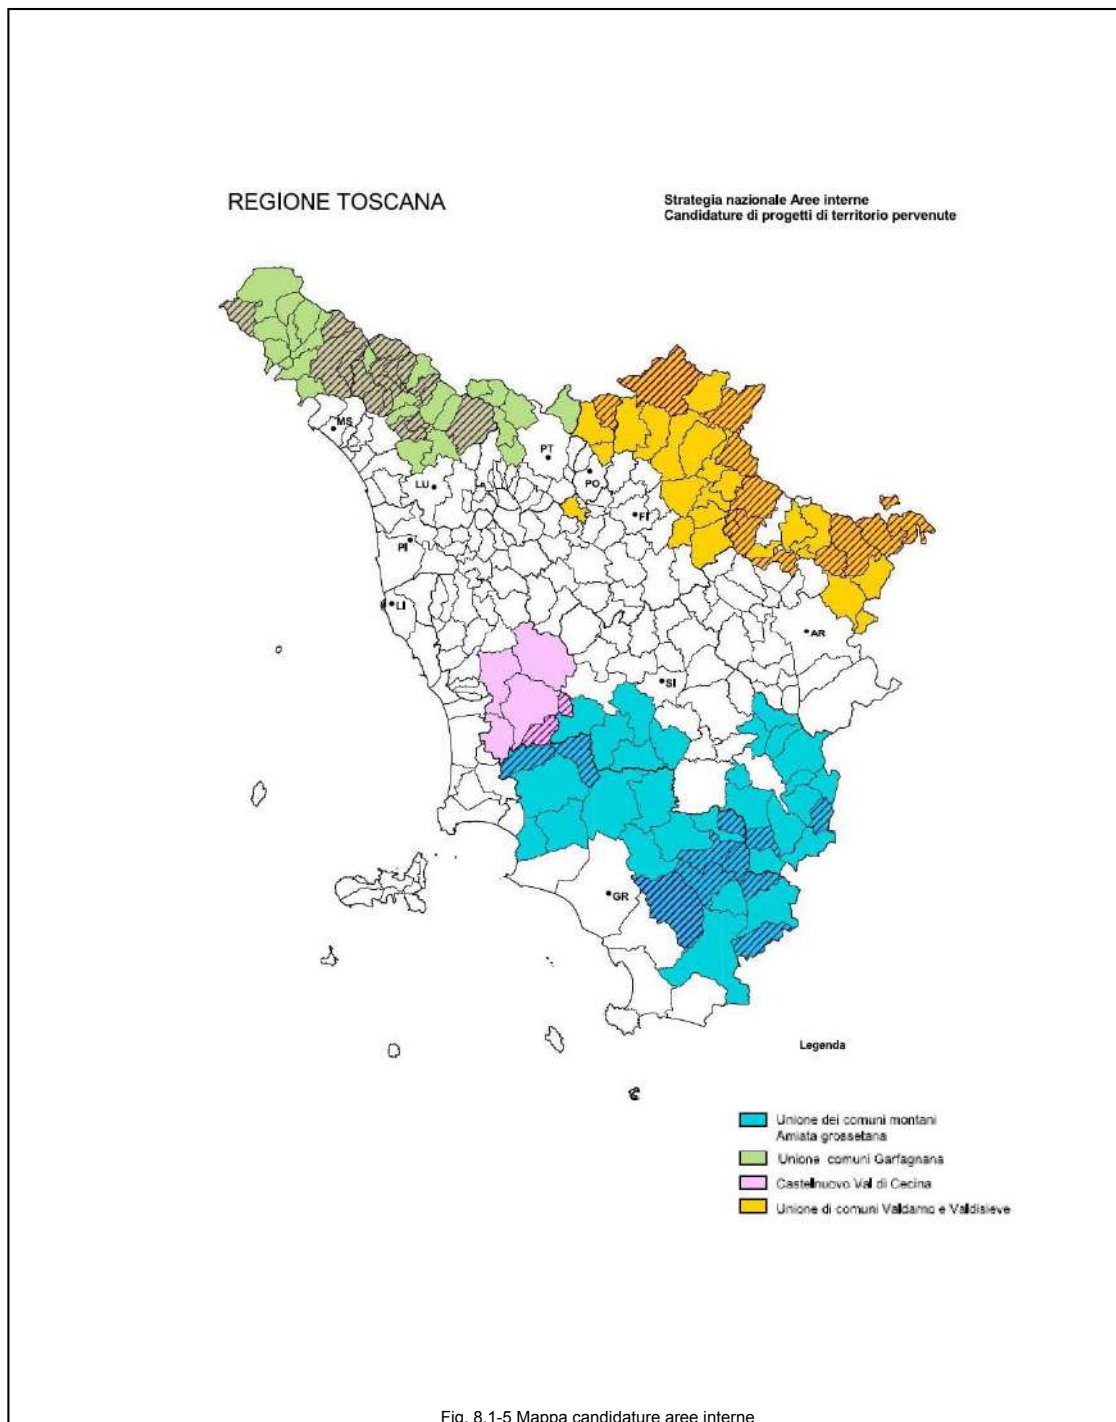 REGIONE TOSCANA
Strategia nazionale Aree interne
Candidature di progetti di territorio pervenute
MS
PT
PO
LU
FI
PI
LI
AR
SI
GR
Legenda
Unione dei comuni montani
Amiata grossetana
Unione comuni Garfagnana
Castellnuovo Val di Cecina
Unione di comuni Valdarno e Valdisieve
Fig. 8.1-5 Mappa candidature aree interne